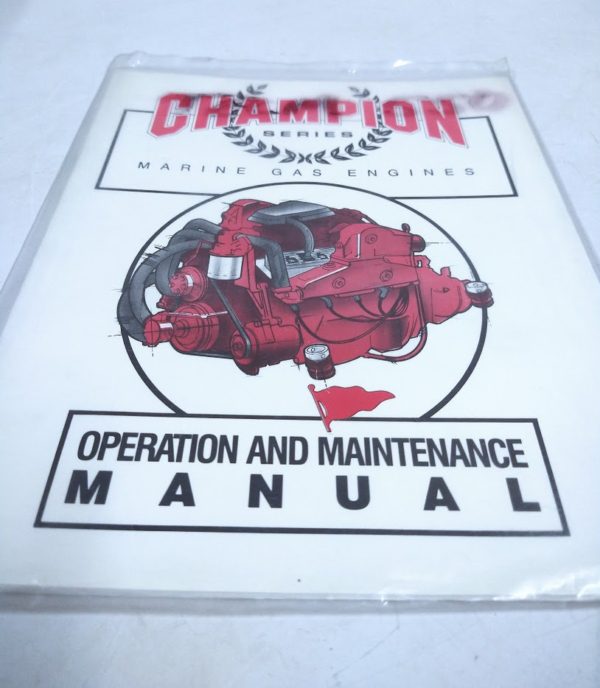 CHAMPION
SERIES
MARINE GAS ENGINES
OPERATION AND MAINTENANCE
MANUAL